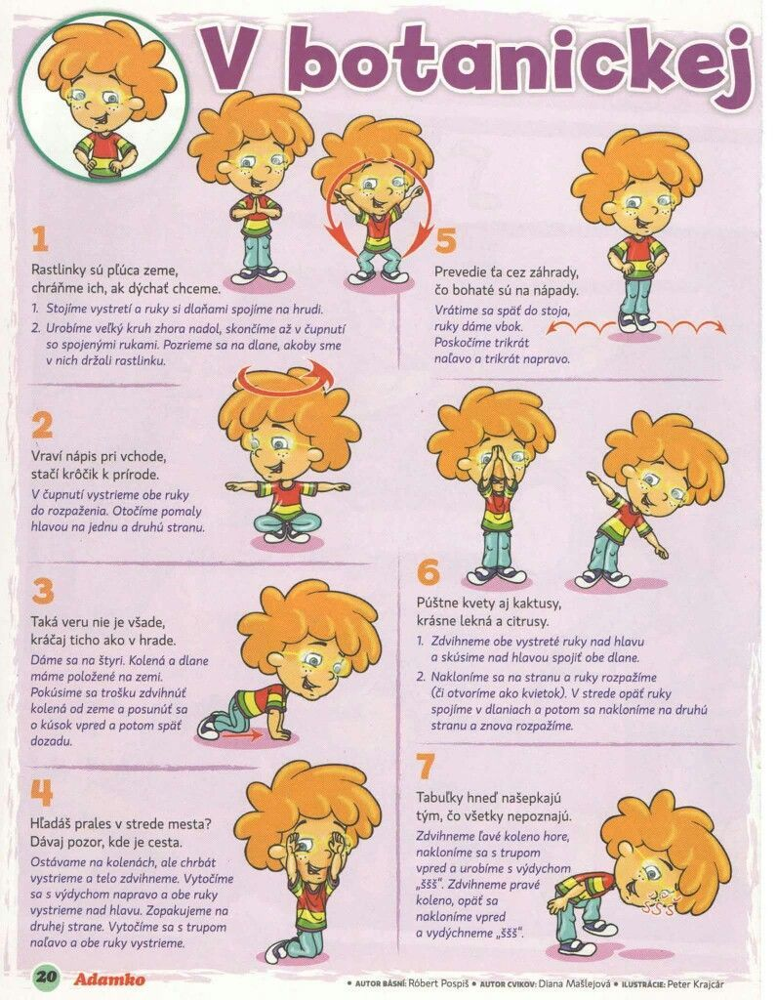 V botanickej
1
Rastlinky sú pľúca zeme,
chráňme ich, ak dýchať chceme.
1. Stojíme vystretí a ruky si dlaňami spojíme na hrudi.
2. Urobíme veľký kruh zhora nadol, skončíme až v čupnutí
so spojenými rukami. Pozrieme sa na dlane, akoby sme
v nich držali rastlinku.
2
Vraví nápis pri vchode,
stačí krôčik k prírode.
V čupnutí vystrieme obe ruky
do rozpaženia. Otočíme pomaly
hlavou na jednu a druhú stranu.
3
Taká veru nie je všade,
kráčaj ticho ako v hrade.
Dáme sa na štyri. Kolená a dlane
máme položené na zemi.
Pokúsime sa trošku zdvihnúť
kolená od zeme a posunúť sa
o kúsok vpred a potom späť
dozadu.
4
Hľadáš prales v strede mesta?
Dávaj pozor, kde je cesta.
Ostávame na kolenách, ale chrbát
vystrieme a telo zdvihneme. Vytočíme
sa s výdychom napravo a obe ruky
vystrieme nad hlavu. Zopakujeme na
druhej strane. Vytočíme sa s trupom
naľavo a obe ruky vystrieme.
5
Prevedie ťa cez záhrady,
čo bohaté sú na nápady.
Vrátime sa späť do stoja,
ruky dáme vbok.
Poskočíme trikrát
naľavo a trikrát napravo.
6
Púštne kvety aj kaktusy,
krásne lekná a citrusy.
1. Zdvihneme obe vystreté ruky nad hlavu
a skúsime nad hlavou spojiť obe dlane.
2. Nakloníme sa na stranu a ruky rozpažíme
(či otvoríme ako kvietok). V strede opäť ruky
spojíme v dlaniach a potom sa nakloníme na druhú
stranu a znova rozpažíme.
7
Tabuľky hneď našepkajú
tým, čo všetky nepoznajú.
Zdvihneme ľavé koleno hore,
nakloníme sa s trupom
vpred a urobíme s výdychom
„ššš“. Zdvihneme pravé
koleno, opäť sa
nakloníme vpred
a vydýchneme „ššš“.
ššš
20 Adamko
• AUTOR BÁSNÍ: Róbert Pospiš • AUTOR CVIKOV: Diana Mašlejová • ILUSTRÁCIE: Peter Krajcár